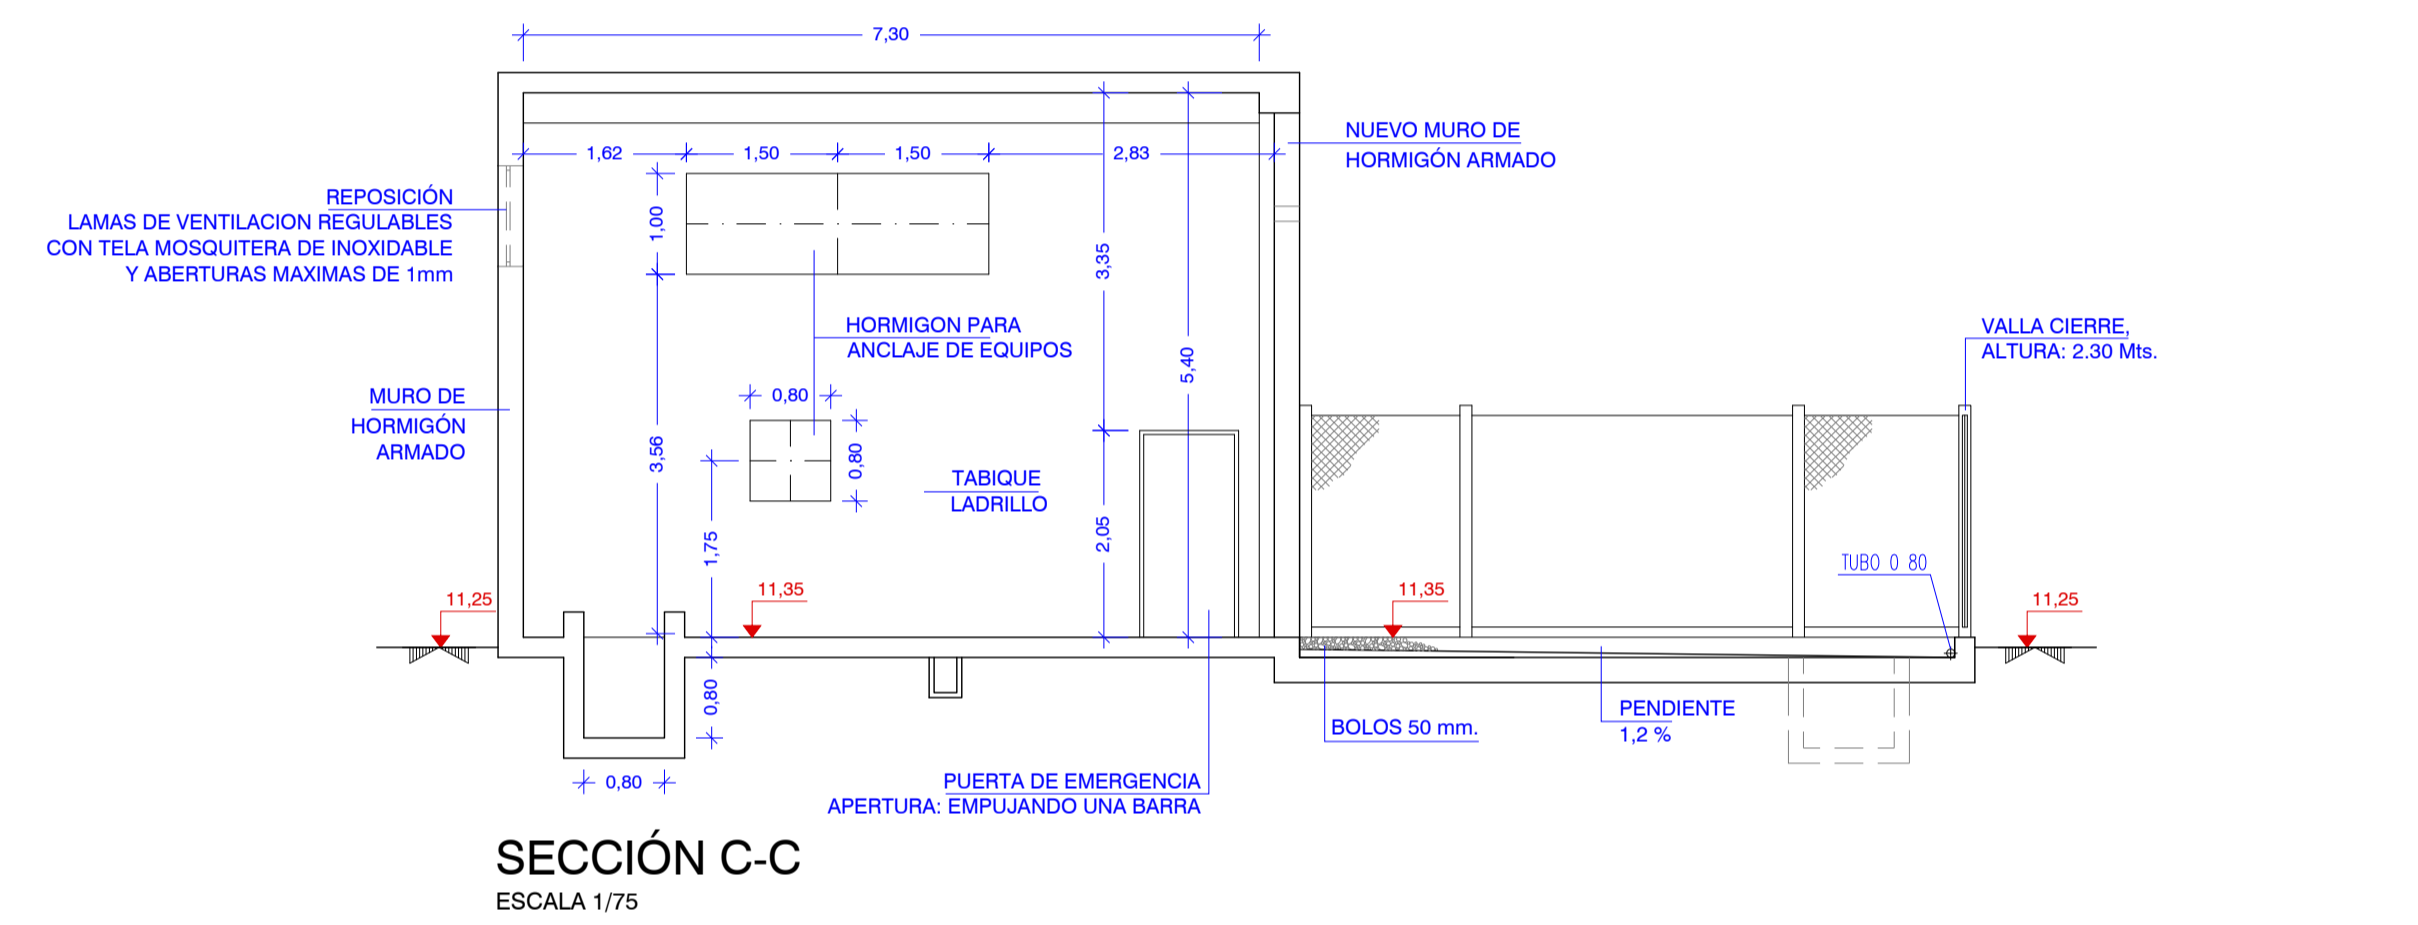 7,30
NUEVO MURO DE
HORMIGÓN ARMADO
1,62
1,50
1,50
2,83
REPOSICIÓN
LAMAS DE VENTILACION REGULABLES
CON TELA MOSQUITERA DE INOXIDABLE
Y ABERTURAS MAXIMAS DE 1mm
1,00
3,35
HORMIGON PARA
ANCLAJE DE EQUIPOS
5,40
VALLA CIERRE,
ALTURA: 2.30 Mts.
MURO DE
HORMIGÓN
ARMADO
0,80
3,56
0,80
TABIQUE
LADRILLO
1,75
2,05
TUBO 0 80
11,25
11,35
11,35
11,25
0,80
BOLOS 50 mm.
PENDIENTE
1,2 %
0,80
PUERTA DE EMERGENCIA
APERTURA: EMPUJANDO UNA BARRA
SECCIÓN C-C
ESCALA 1/75